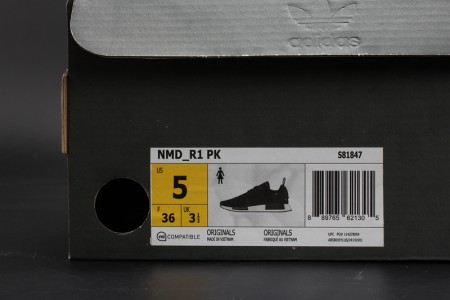 adidas
NMD_R1 PK S81847
US
5
F UK
36 3½
COMPATIBLE
ORIGINALS ORIGINALS
MADE IN VIETNAM FABRIQUÉ AU VIETNAM
8 89765 62130 5